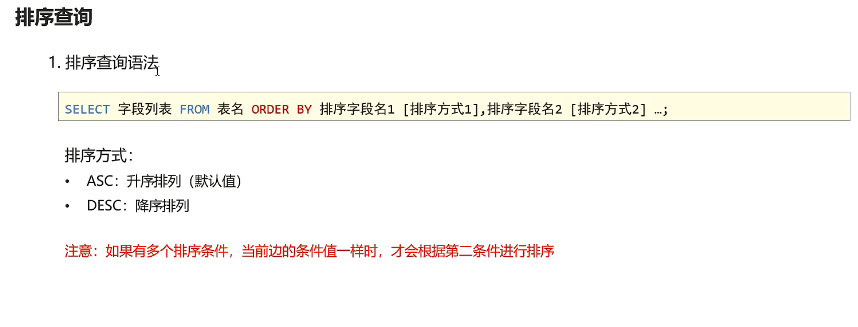 排序查询
1. 排序查询语法
SELECT 字段列表 FROM 表名 ORDER BY 排序字段名1 [排序方式1],排序字段名2 [排序方式2] …;
排序方式：
• ASC：升序排列（默认值）
• DESC：降序排列
注意：如果有多个排序条件，当前边的条件值一样时，才会根据第二条件进行排序